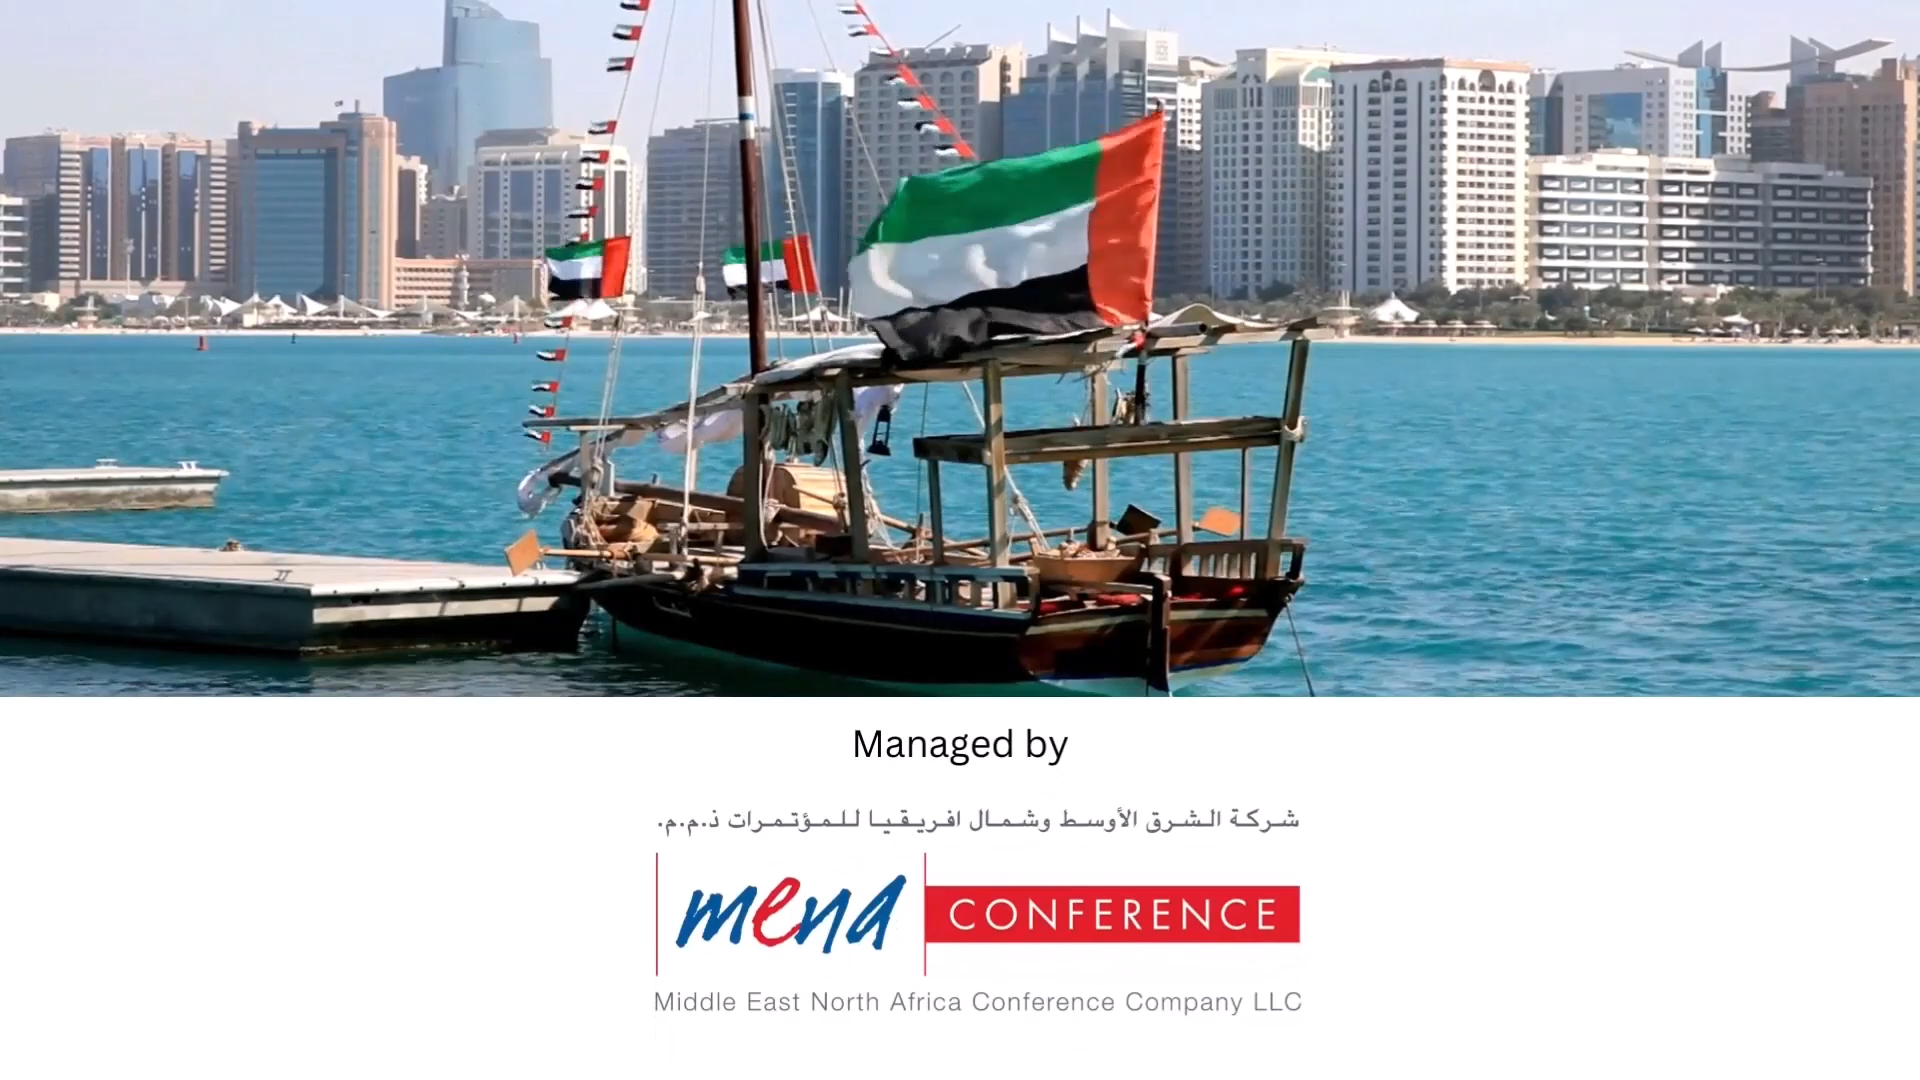 Managed by
شركة الشرق الأوسط وشمال افريقيا للمؤتمرات ذ.م.م.
mena CONFERENCE
Middle East North Africa Conference Company LLC